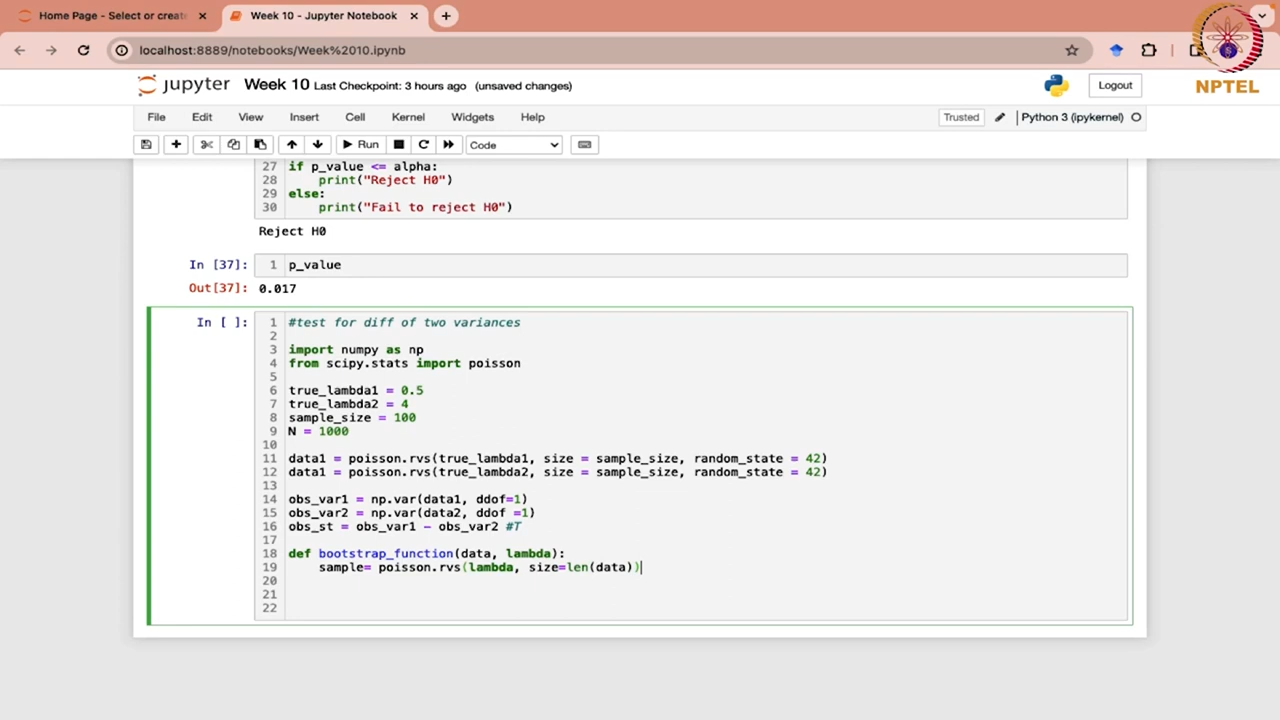 Home Page - Select or creat
Week 10 - Jupyter Notebook
localhost:8889/notebooks/Week%2010.ipynb
NPTEL
jupyter Week 10 Last Checkpoint: 3 hours ago (unsaved changes)
Logout
File Edit View Insert Cell Kernel Widgets Help
Trusted Python 3 (ipykernel)
Run Code
27 if p_value <= alpha:
28 print("Reject H0")
29 else:
30 print("Fail to reject H0")
Reject H0
In [37]: 1 p_value
Out[37]: 0.017
In [ ]: 1 #test for diff of two variances
2
3 import numpy as np
4 from scipy.stats import poisson
5
6 true_lambda1 = 0.5
7 true_lambda2 = 4
8 sample_size = 100
9 N = 1000
10
11 data1 = poisson.rvs(true_lambda1, size = sample_size, random_state = 42)
12 data1 = poisson.rvs(true_lambda2, size = sample_size, random_state = 42)
13
14 obs_var1 = np.var(data1, ddof=1)
15 obs_var2 = np.var(data2, ddof =1)
16 obs_st = obs_var1 - obs_var2 #T
17
18 def bootstrap_function(data, lambda):
19 sample= poisson.rvs(lambda, size=len(data))
20
21
22